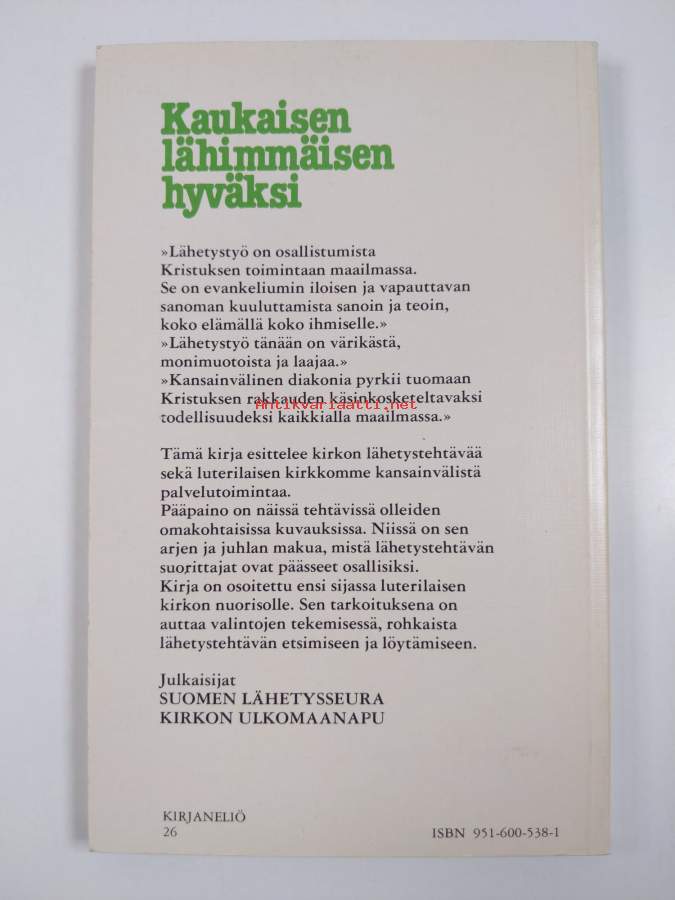 Kaukaisen
lähimmäisen
hyväksi
»Lähetystyö on osallistumista
Kristuksen toimintaan maailmassa.
Se on evankeliumin iloisen ja vapauttavan
sanoman kuuluttamista sanoin ja teoin,
koko elämällä koko ihmiselle.»
»Lähetystyö tänään on värikästä,
monimuotoista ja laajaa.»
»Kansainvälinen diakonia pyrkii tuomaan
Kristuksen rakkauden käsinkosketeltavaksi
Antikvariaatti.net
todellisuudeksi kaikkialla maailmassa.»
Tämä kirja esittelee kirkon lähetystehtävää
sekä luterilaisen kirkkomme kansainvälistä
palvelutoimintaa.
Pääpaino on näissä tehtävissä olleiden
omakohtaisissa kuvauksissa. Niissä on sen
arjen ja juhlan makua, mistä lähetystehtävän
suorittajat ovat päässeet osallisiksi.
Kirja on osoitettu ensi sijassa luterilaisen
kirkon nuorisolle. Sen tarkoituksena on
auttaa valintojen tekemisessä, rohkaista
lähetystehtävän etsimiseen ja löytämiseen.
Julkaisijat
SUOMEN LÄHETYSSEURA
KIRKON ULKOMAANAPU
KIRJANELIÖ
26
ISBN 951-600-538-1